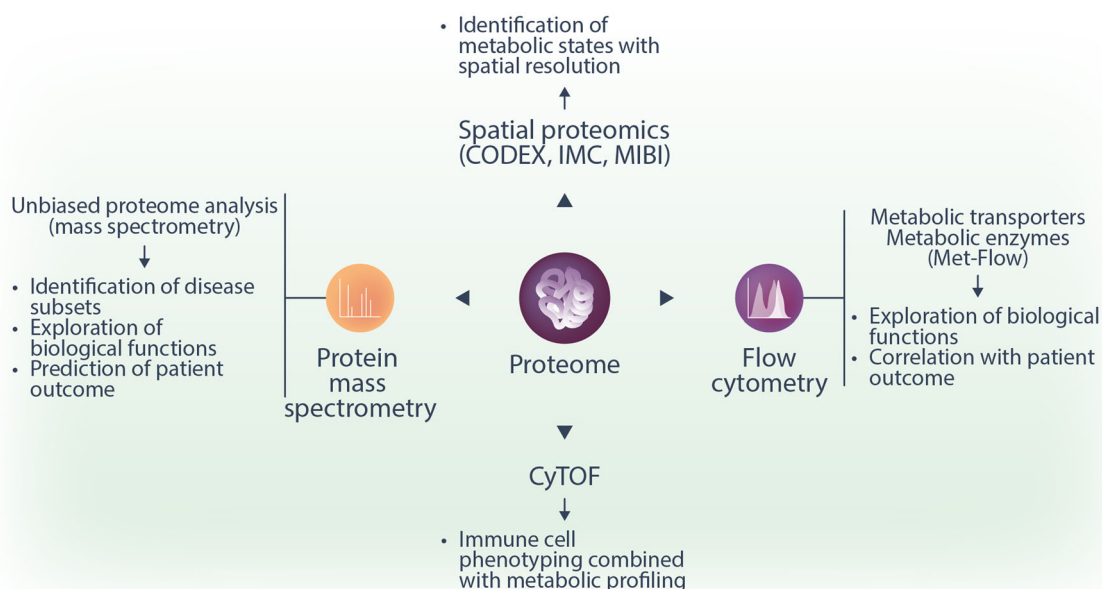 • Identification of
metabolic states with
spatial resolution
Spatial proteomics
(CODEX, IMC, MIBI)
Unbiased proteome analysis
(mass spectrometry)
• Identification of disease
subsets
• Exploration of
biological functions
• Prediction of patient
outcome
Protein
mass
spectrometry
Proteome
Flow
cytometry
Metabolic transporters
Metabolic enzymes
(Met-Flow)
• Exploration of biological
functions
• Correlation with patient
outcome
CyTOF
• Immune cell
phenotyping combined
with metabolic profiling